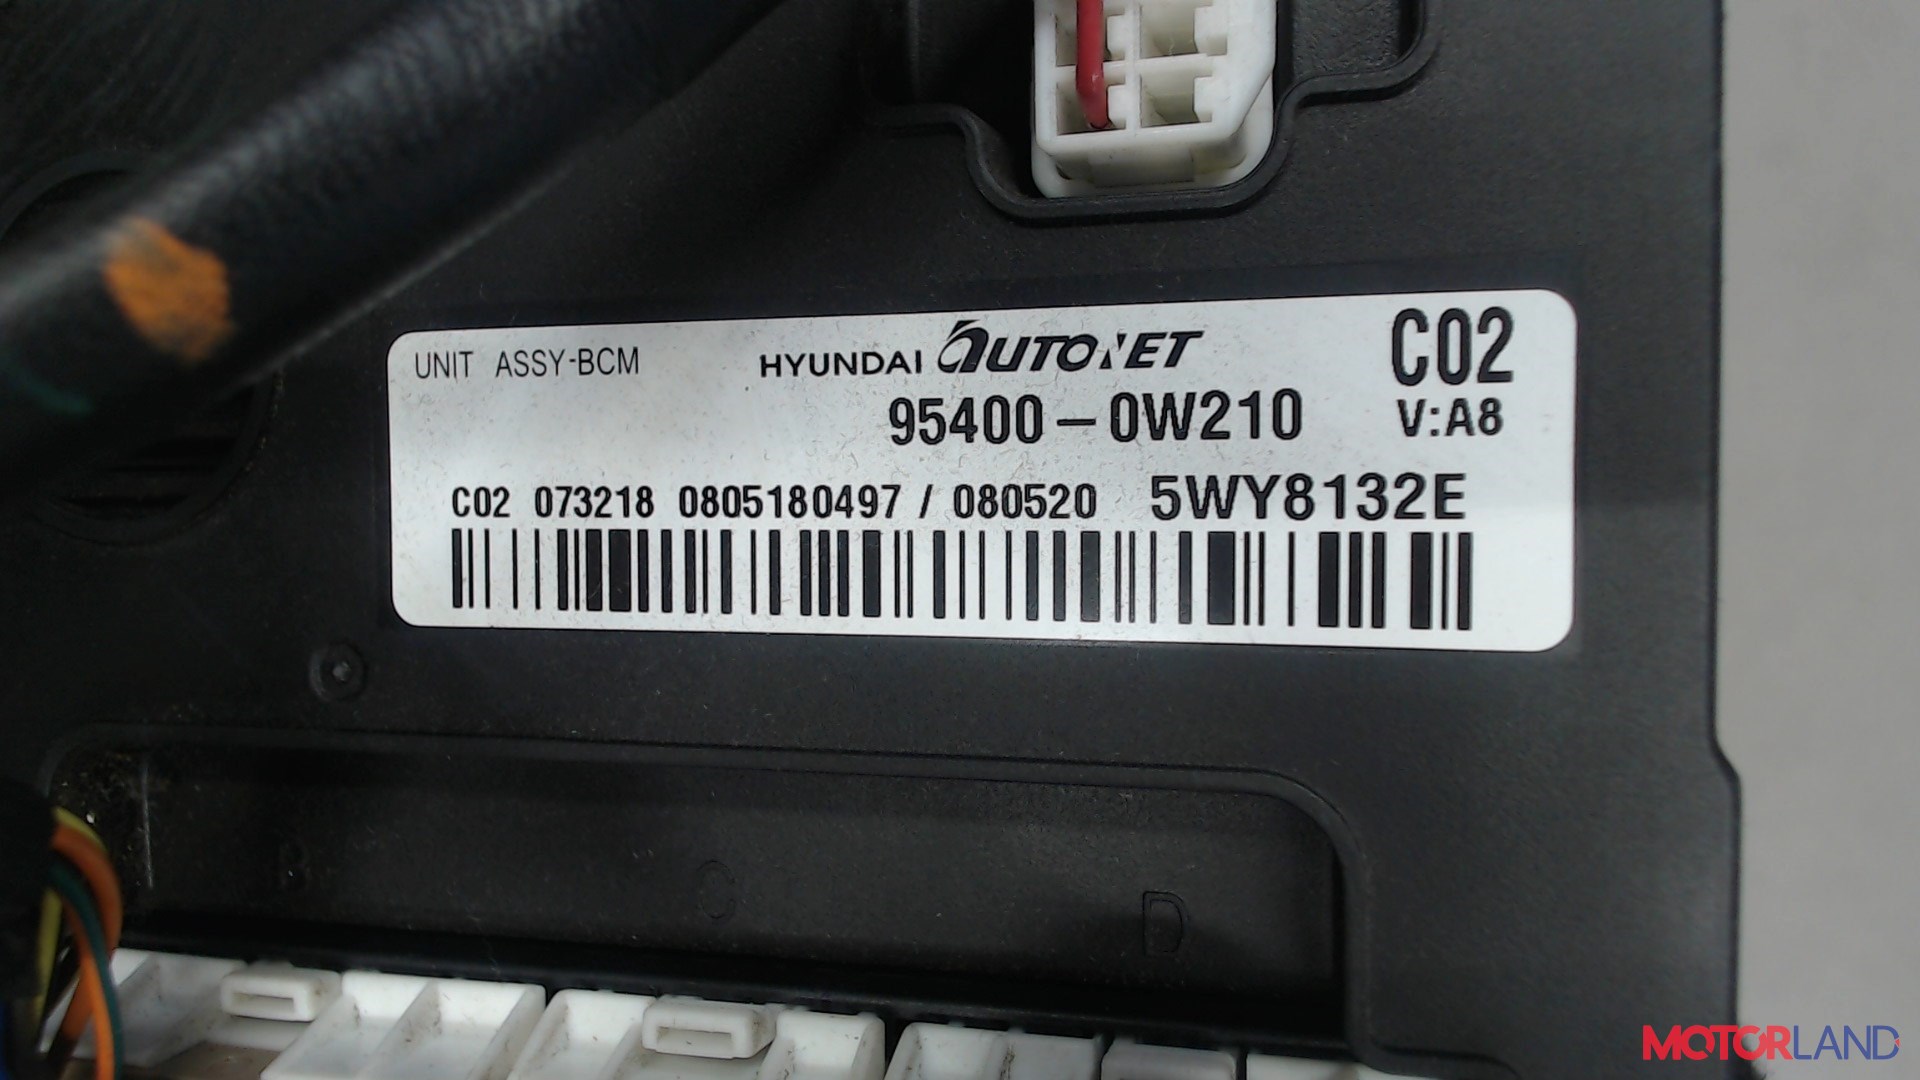 UNIT ASSY-BCM HYUNDAI AUTONET C02
95400-0W210 V:A8
C02 073218 0805180497 / 080520 5WY8132E
C
D
MOTORLAND